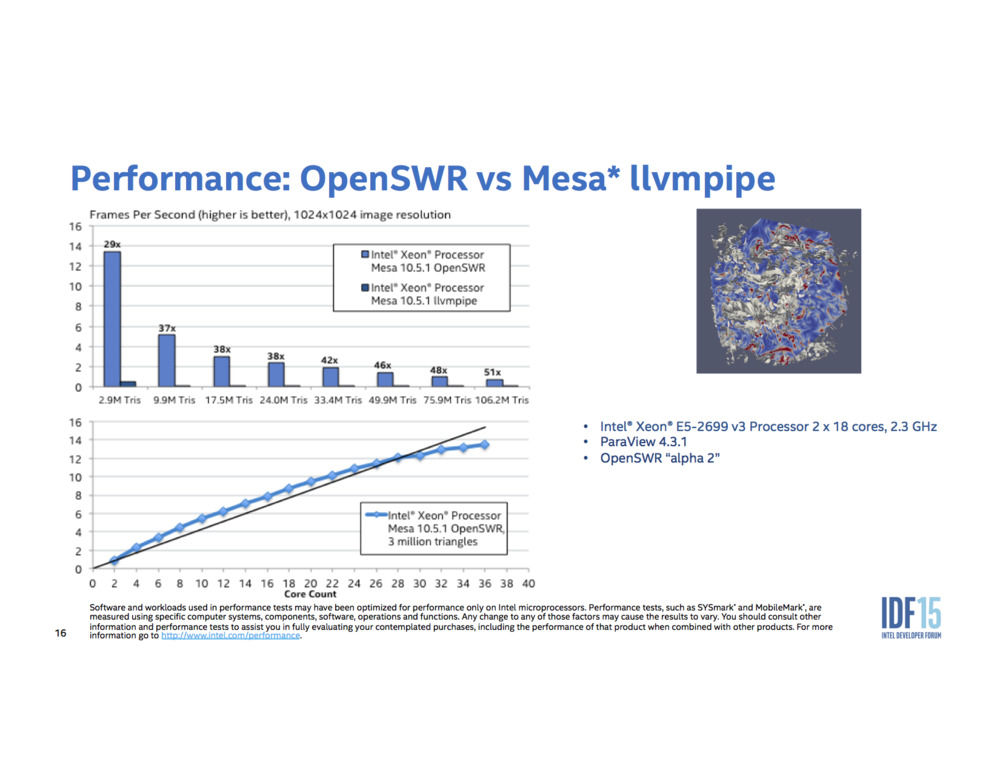 Performance: OpenSWR vs Mesa* llvmpipe
Frames Per Second (higher is better), 1024x1024 image resolution
16
14
12
10
8
6
4
2
0
29x
37x
38x
38x
42x
46x
48x
51x
Intel® Xeon® Processor
Mesa 10.5.1 OpenSWR
Intel® Xeon® Processor
Mesa 10.5.1 llvmpipe
2.9M Tris 9.9M Tris 17.5M Tris 24.0M Tris 33.4M Tris 49.9M Tris 75.9M Tris 106.2M Tris
16
14
12
10
8
6
4
2
0
Intel® Xeon® Processor
Mesa 10.5.1 OpenSWR,
3 million triangles
0 2 4 6 8 10 12 14 16 18 20 22 24 26 28 30 32 34 36 38 40
Core Count
• Intel® Xeon® E5-2699 v3 Processor 2 x 18 cores, 2.3 GHz
• ParaView 4.3.1
• OpenSWR “alpha 2”
Software and workloads used in performance tests may have been optimized for performance only on Intel microprocessors. Performance tests, such as SYSmark* and MobileMark*, are
measured using specific computer systems, components, software, operations and functions. Any change to any of those factors may cause the results to vary. You should consult other
information and performance tests to assist you in fully evaluating your contemplated purchases, including the performance of that product when combined with other products. For more
information go to http://www.intel.com/performance.
16
IDF15
INTEL DEVELOPER FORUM